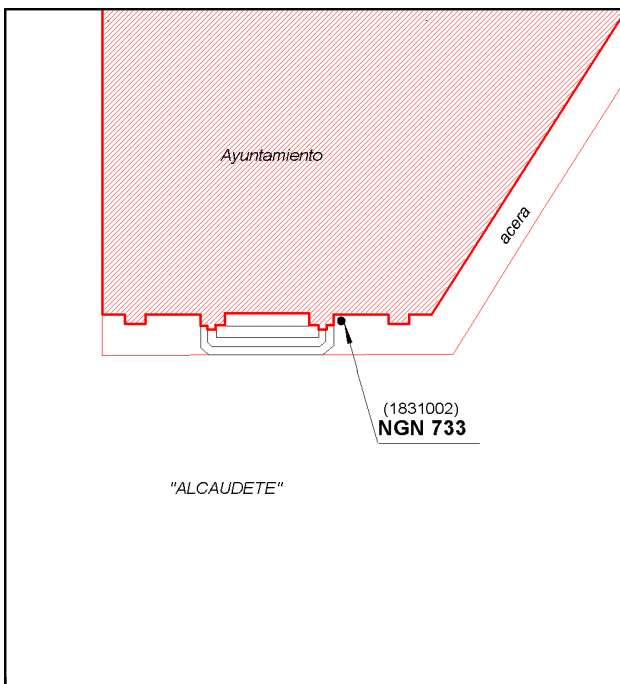 Ayuntamiento
acera
(1831002)
NGN 733
"ALCAUDETE"